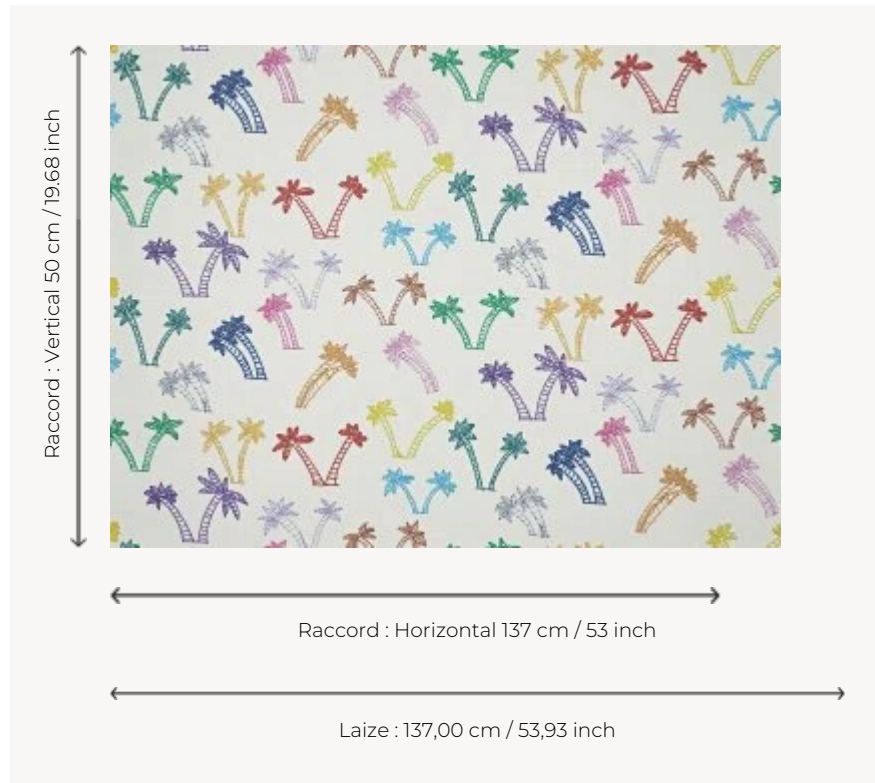 Raccord : Vertical 50 cm / 19.68 inch
Raccord : Horizontal 137 cm / 53 inch
Laize : 137,00 cm / 53,93 inch